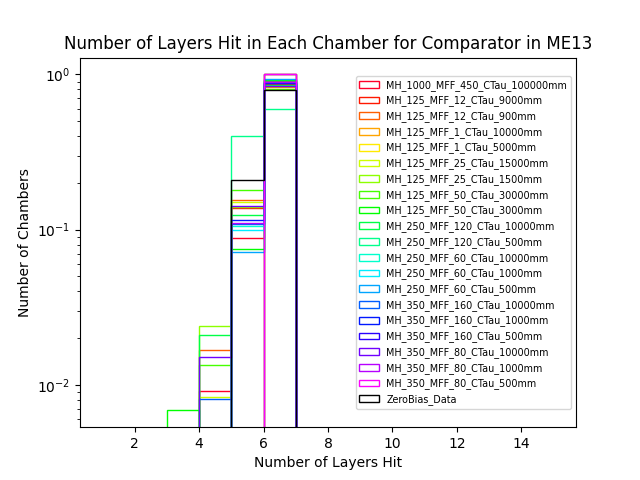 Number of Layers Hit in Each Chamber for Comparator in ME13
10⁰
10⁻¹
10⁻²
Number of Chambers
MH_1000_MFF_450_CTau_100000mm
MH_125_MFF_12_CTau_9000mm
MH_125_MFF_12_CTau_900mm
MH_125_MFF_1_CTau_10000mm
MH_125_MFF_1_CTau_5000mm
MH_125_MFF_25_CTau_15000mm
MH_125_MFF_25_CTau_1500mm
MH_125_MFF_50_CTau_30000mm
MH_125_MFF_50_CTau_3000mm
MH_250_MFF_120_CTau_10000mm
MH_250_MFF_120_CTau_500mm
MH_250_MFF_60_CTau_10000mm
MH_250_MFF_60_CTau_1000mm
MH_250_MFF_60_CTau_500mm
MH_350_MFF_160_CTau_10000mm
MH_350_MFF_160_CTau_1000mm
MH_350_MFF_160_CTau_500mm
MH_350_MFF_80_CTau_10000mm
MH_350_MFF_80_CTau_1000mm
MH_350_MFF_80_CTau_500mm
ZeroBias_Data
2 4 6 8 10 12 14
Number of Layers Hit